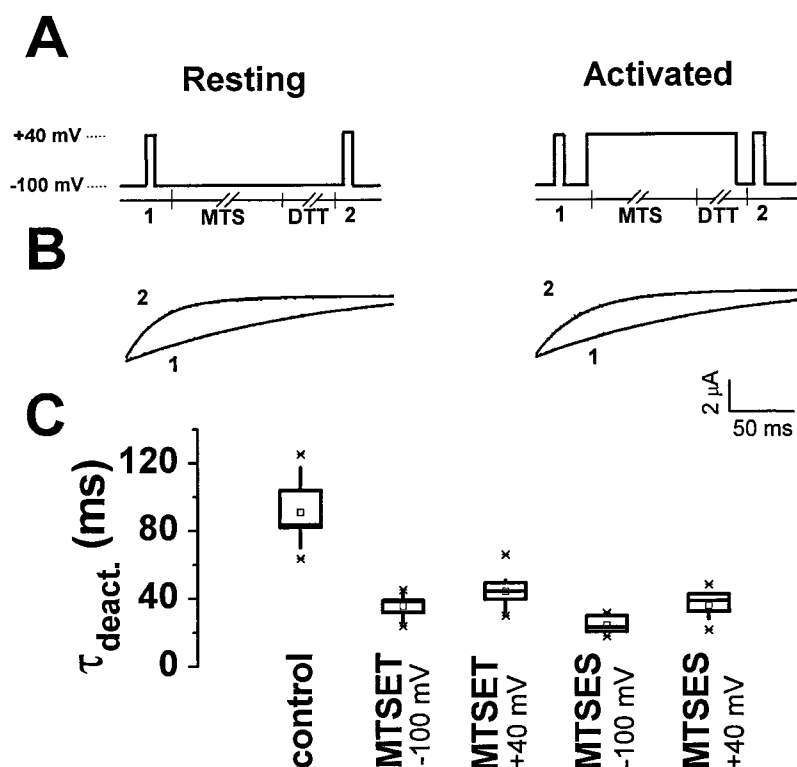 A
Resting
Activated
+40 mV
-100 mV
1 MTS DTT 2
1 MTS DTT 2
B
2
1
2
1
2 μA
50 ms
C
τdeact. (ms)
120
80
40
0
control
MTSET
-100 mV
MTSET
+40 mV
MTSES
-100 mV
MTSES
+40 mV